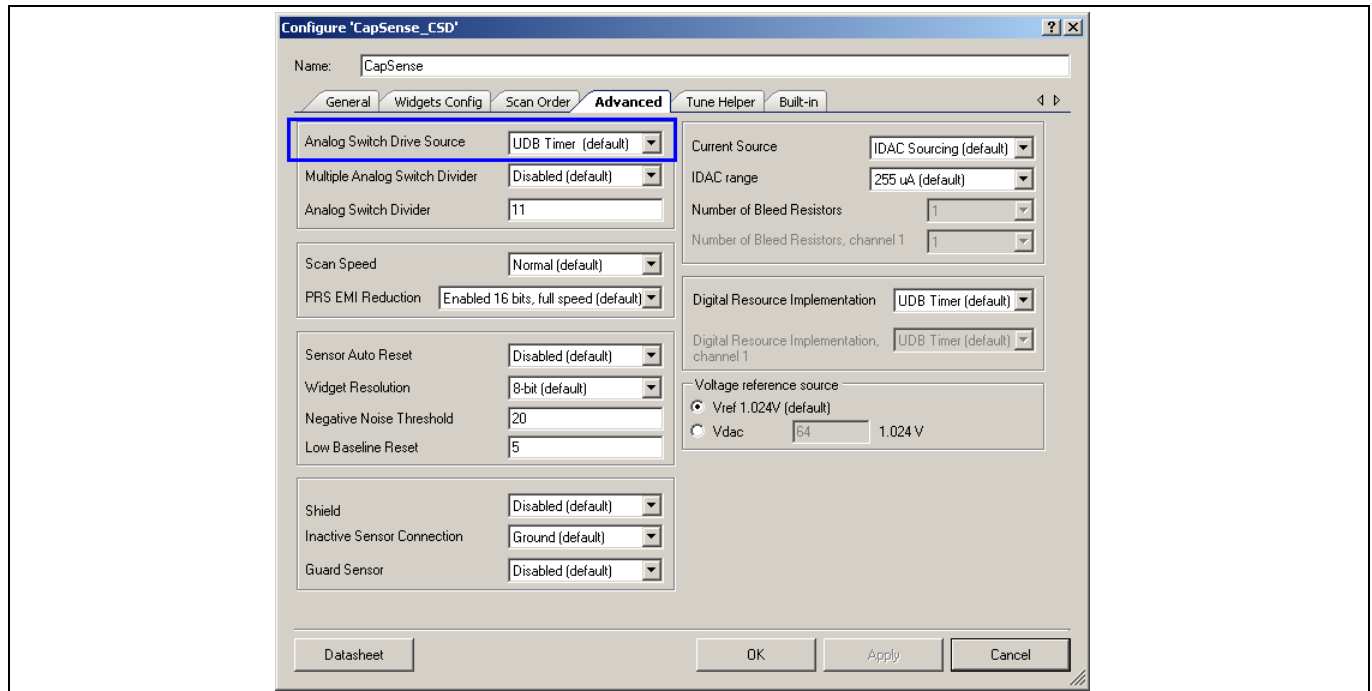 Configure 'CapSense_CSD'
Name: CapSense
General Widgets Config Scan Order Advanced Tune Helper Built-in
Analog Switch Drive Source UDB Timer (default)
Multiple Analog Switch Divider Disabled (default)
Analog Switch Divider 11
Scan Speed Normal (default)
PRS EMI Reduction Enabled 16 bits, full speed (default)
Sensor Auto Reset Disabled (default)
Widget Resolution 8-bit (default)
Negative Noise Threshold 20
Low Baseline Reset 5
Shield Disabled (default)
Inactive Sensor Connection Ground (default)
Guard Sensor Disabled (default)
Current Source IDAC Sourcing (default)
IDAC range 255 uA (default)
Number of Bleed Resistors 1
Number of Bleed Resistors, channel 1 1
Digital Resource Implementation UDB Timer (default)
Digital Resource Implementation, UDB Timer (default)
channel 1
Voltage reference source
Vref 1.024V (default)
Vdac 64 1.024 V
Datasheet OK Apply Cancel